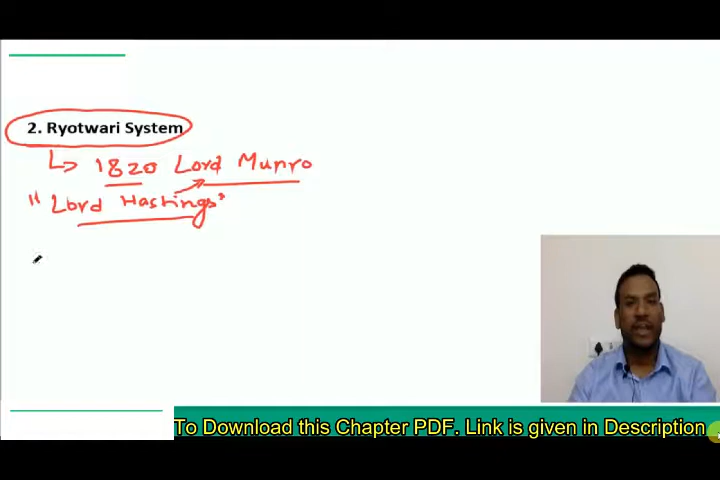 2. Ryotwari System
↳ 1820 Lord Munro
"Lord Hastings"
To Download this Chapter PDF. Link is given in Description